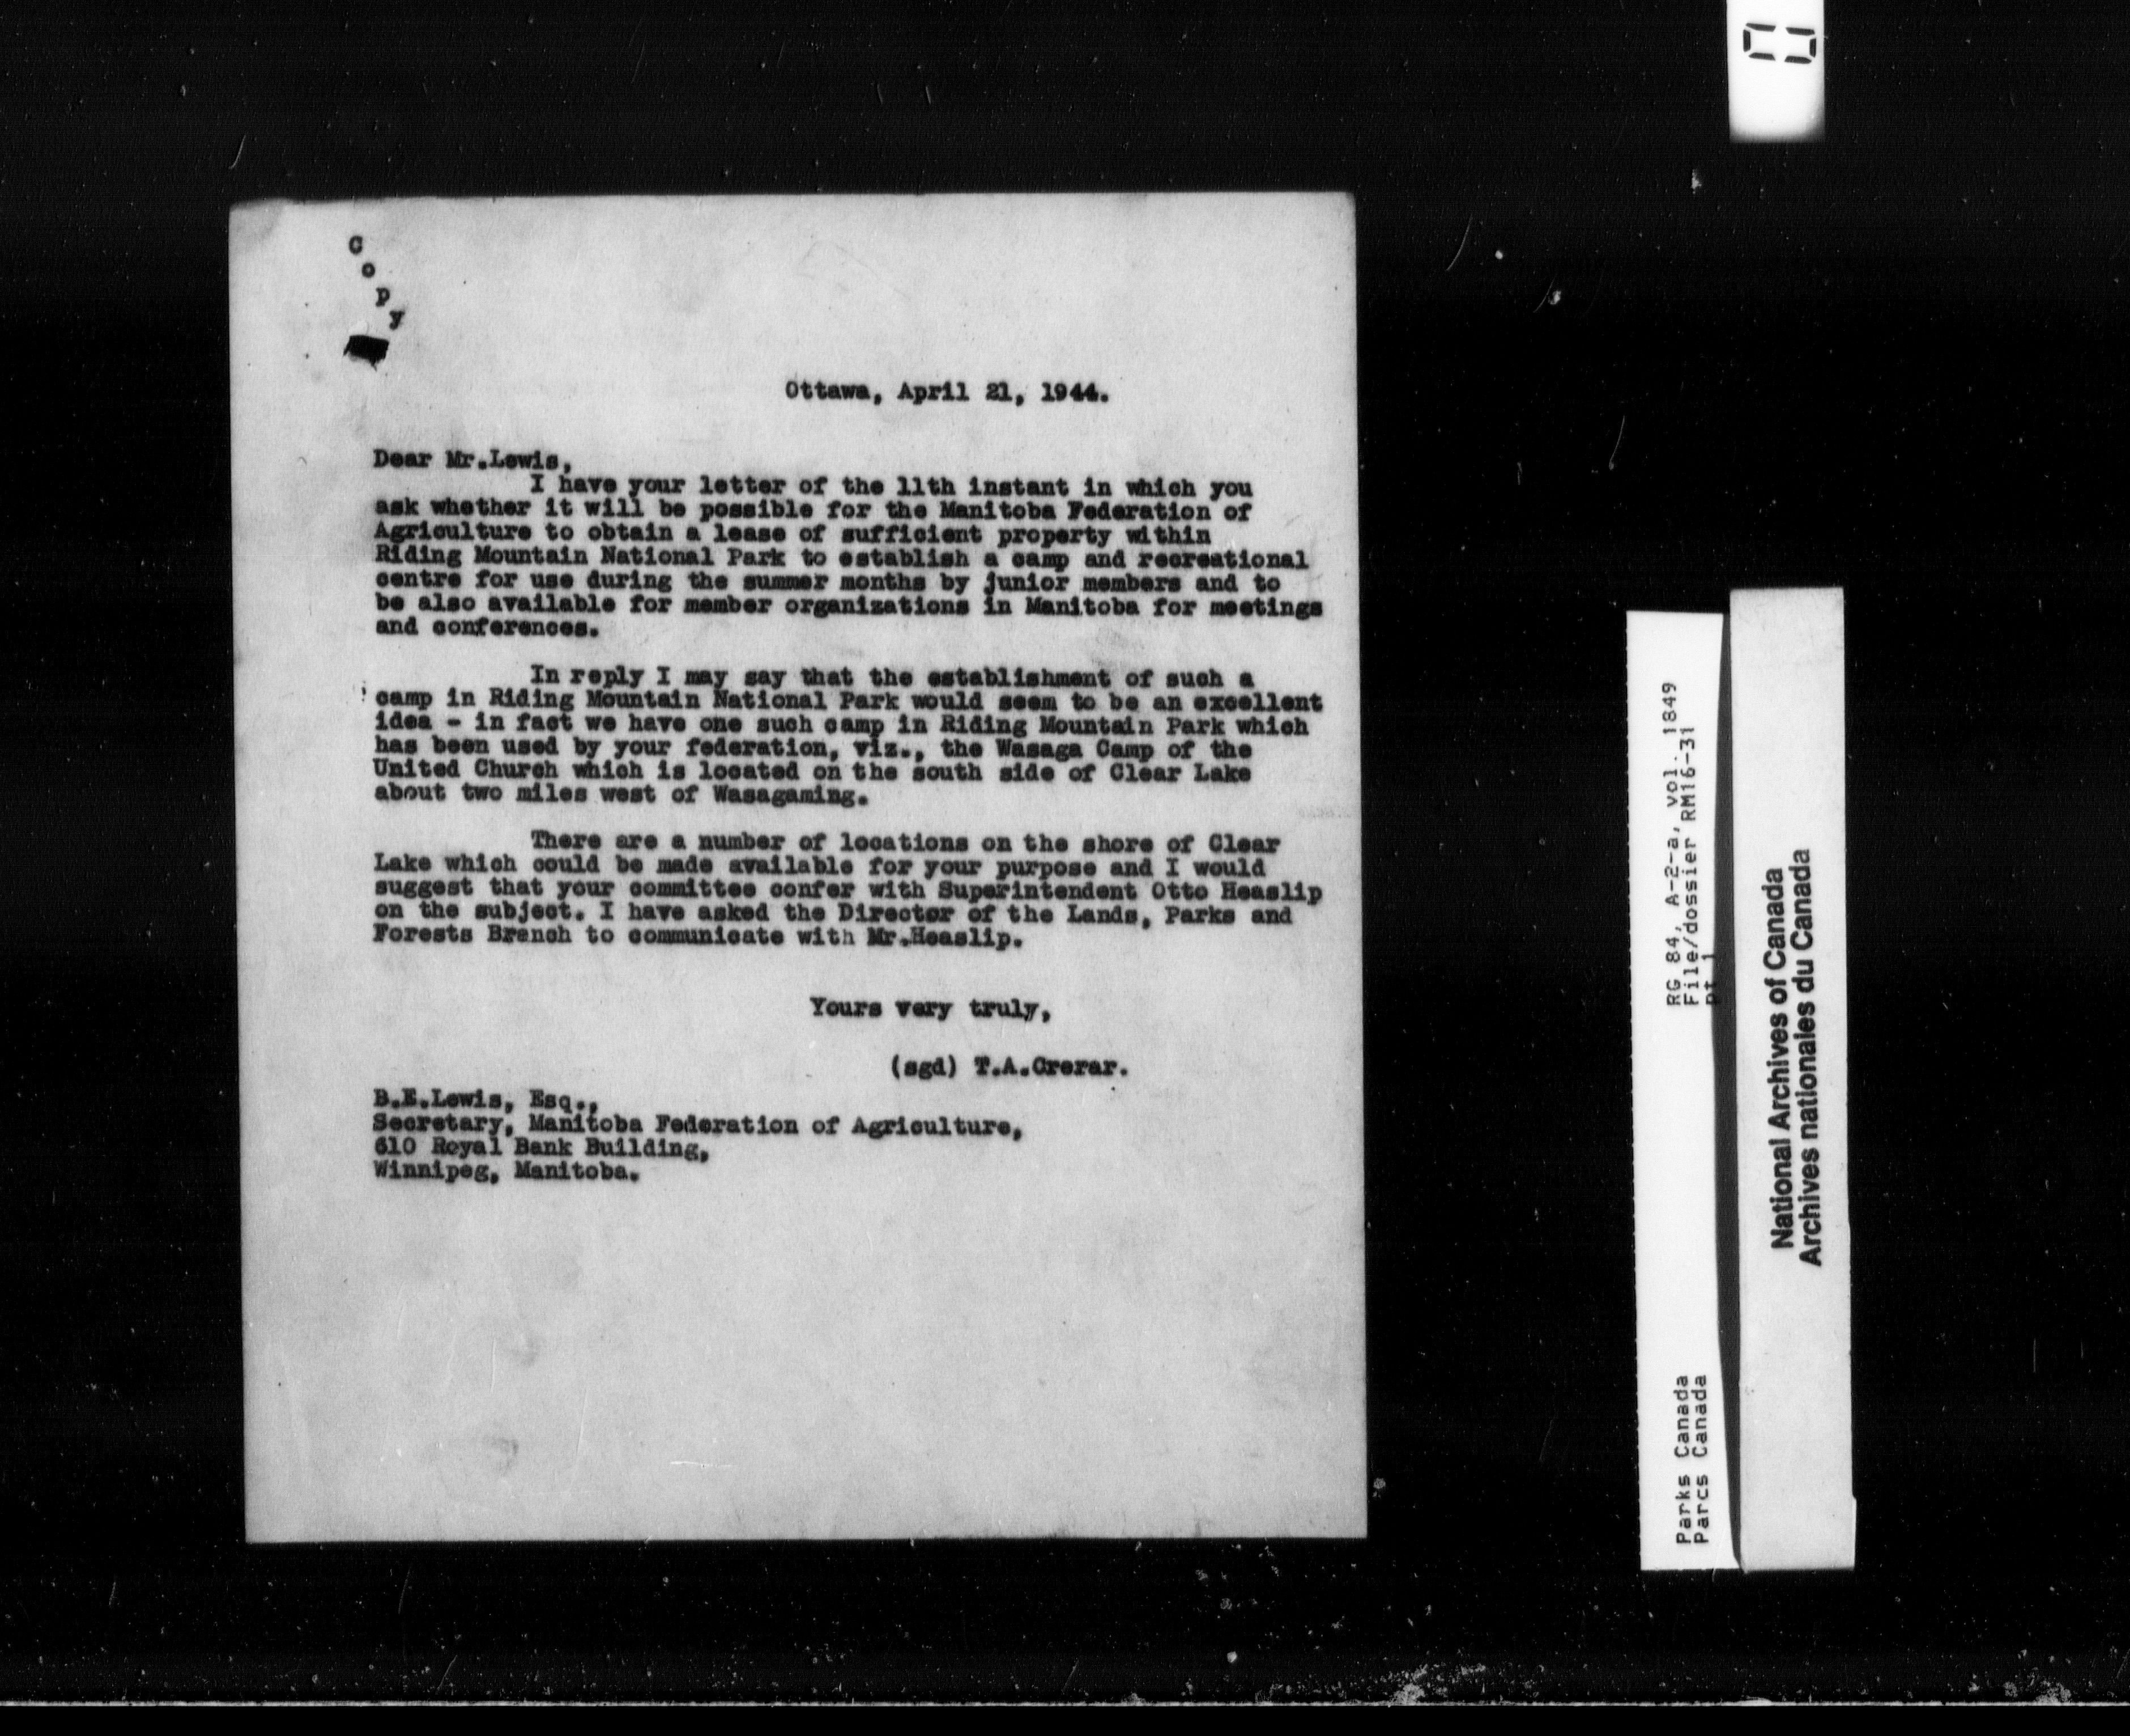 Copy
Ottawa, April 21, 1944.
Dear Mr.Lewis,
I have your letter of the 11th instant in which you
ask whether it will be possible for the Manitoba Federation of
Agriculture to obtain a lease of sufficient property within
Riding Mountain National Park to establish a camp and recreational
centre for use during the summer months by junior members and to
be also available for member organizations in Manitoba for meetings
and conferences.
In reply I may say that the establishment of such a
camp in Riding Mountain National Park would seem to be an excellent
idea - in fact we have one such camp in Riding Mountain Park which
has been used by your federation, viz., the Wasaga Camp of the
United Church which is located on the south side of Clear Lake
about two miles west of Wasagaming.
There are a number of locations on the shore of Clear
Lake which could be made available for your purpose and I would
suggest that your committee confer with Superintendent Otto Heaslip
on the subject. I have asked the Director of the Lands, Parks and
Forests Branch to communicate with Mr.Heaslip.
Yours very truly,
(sgd) T.A.Crerar.
B.E.Lewis, Esq.,
Secretary, Manitoba Federation of Agriculture,
610 Royal Bank Building,
Winnipeg, Manitoba.
RG 84, A-2-a, vol. 1849
File/dossier RM16-31
pt 1
Parks Canada
Parcs Canada
National Archives of Canada
Archives nationales du Canada